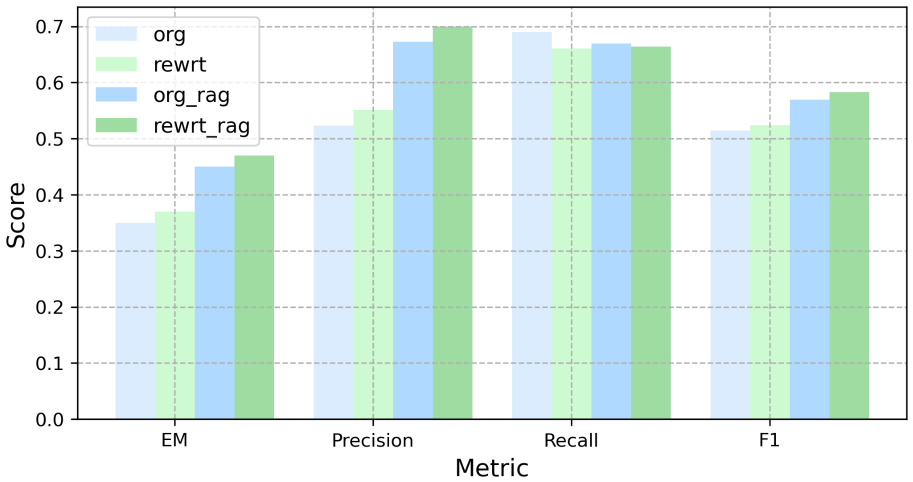 0.7
0.6
0.5
0.4
0.3
0.2
0.1
0.0
Score
org
rewrt
org_rag
rewrt_rag
EM Precision Recall F1
Metric